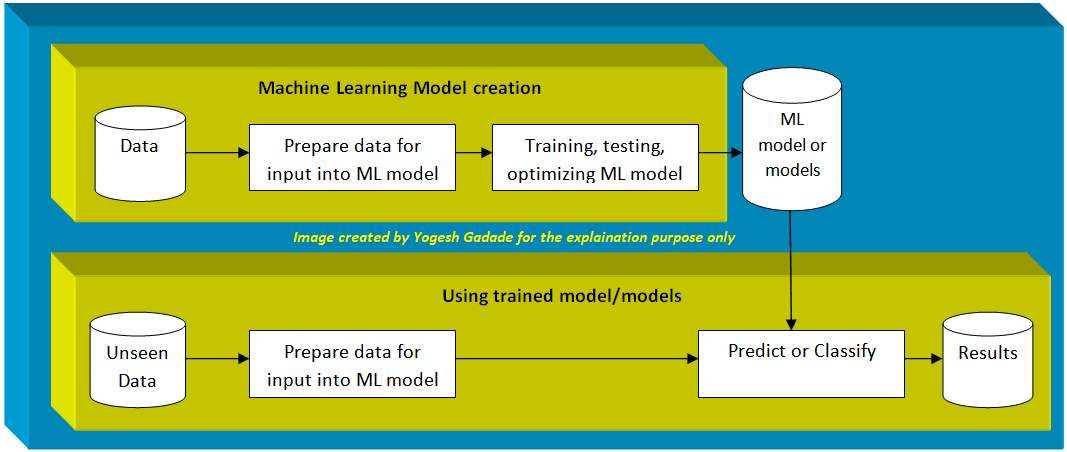 Machine Learning Model creation
Data
Prepare data for
input into ML model
Training, testing,
optimizing ML model
ML
model or
models
Image created by Yogesh Gadade for the explaination purpose only
Using trained model/models
Unseen
Data
Prepare data for
input into ML model
Predict or Classify
Results